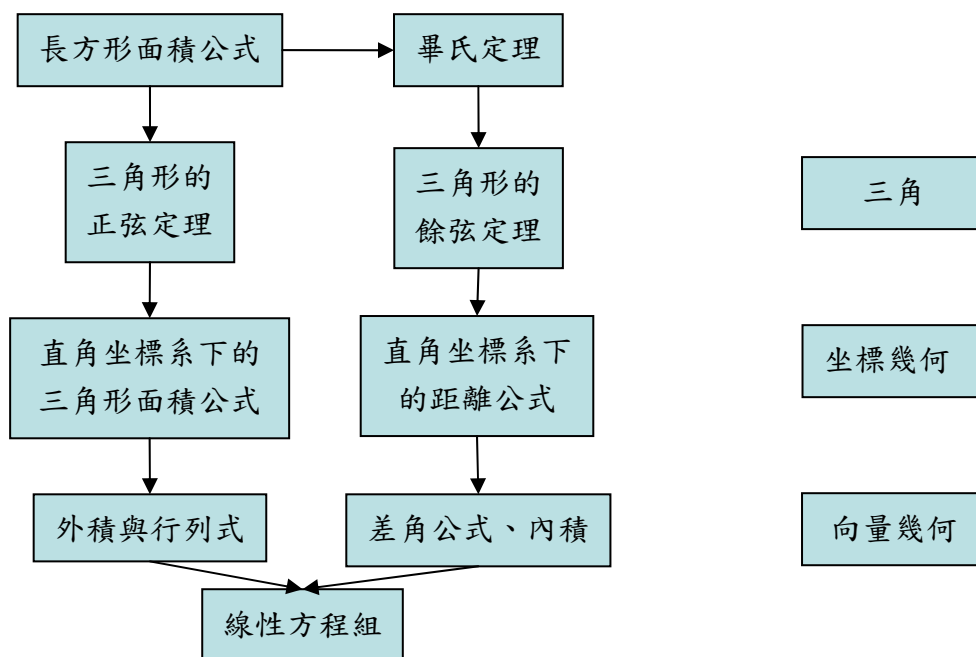 長方形面積公式
畢氏定理
三角形的
正弦定理
三角形的
餘弦定理
三角
直角坐標系下的
三角形面積公式
直角坐標系下
的距離公式
坐標幾何
外積與行列式
差角公式、內積
向量幾何
線性方程組